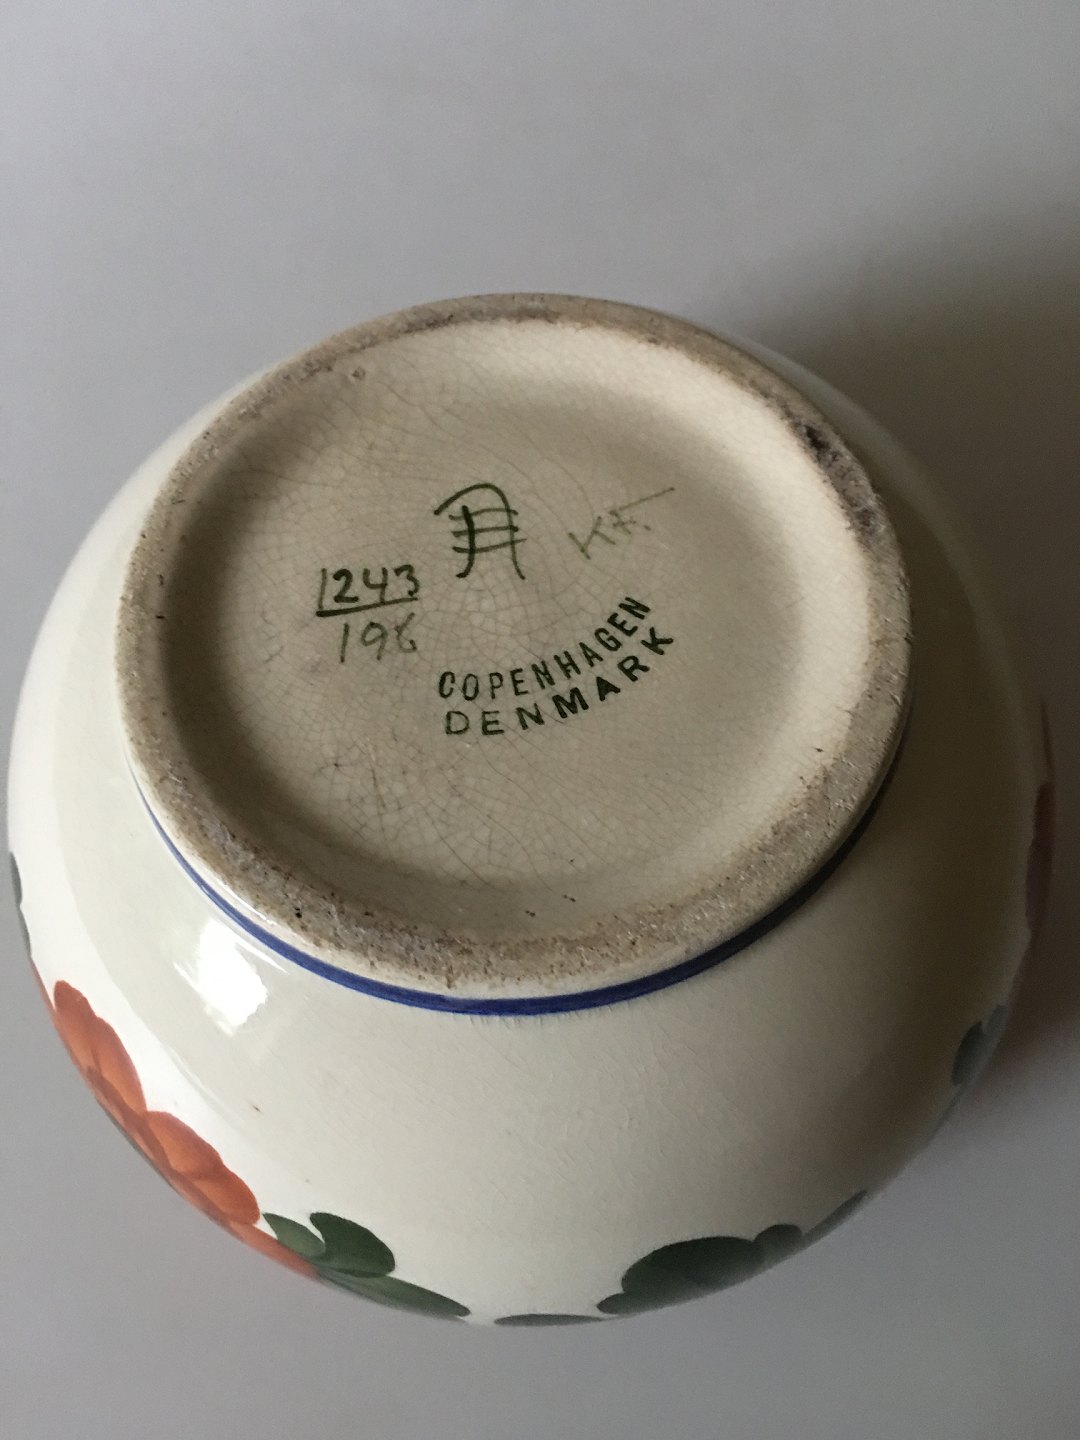 KK
1243
196
COPENHAGEN
DENMARK